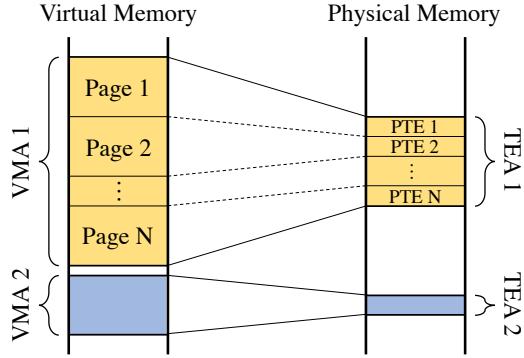 Virtual Memory
Physical Memory
VMA 1
Page 1
Page 2
⋮
Page N
PTE 1
PTE 2
⋮
PTE N
TEA 1
VMA 2
TEA 2